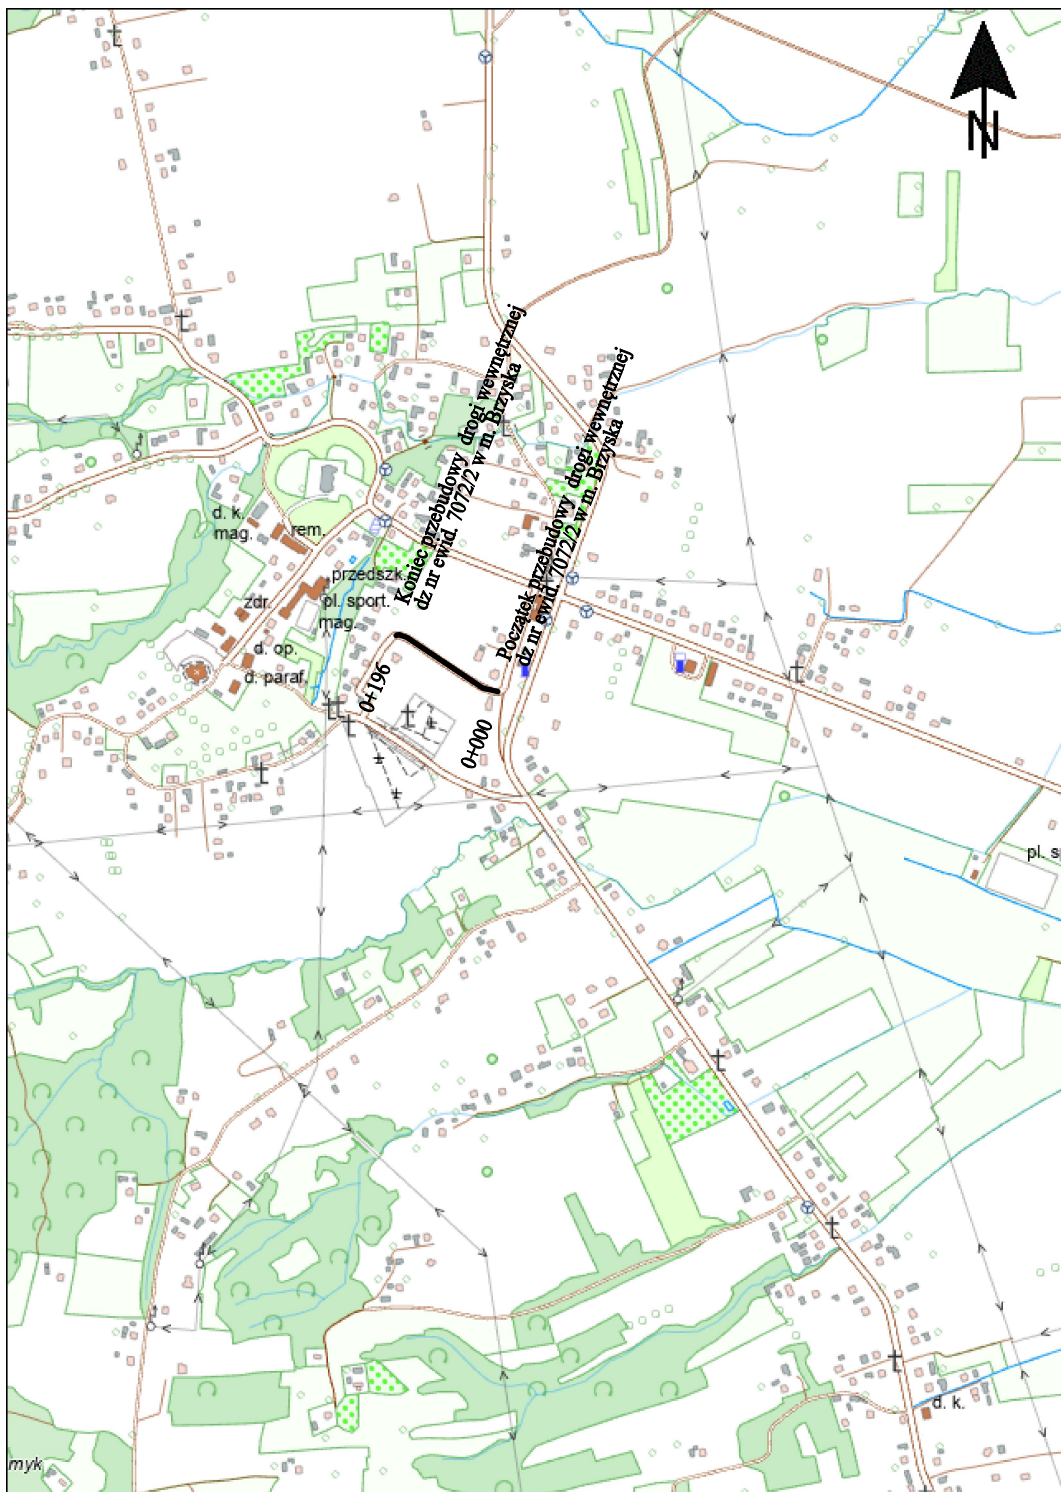 N
Koniec przebudowy drogi wewnętrznej
dz nr ewid. 7072/2 w m. Brzyska
Początek przebudowy drogi wewnętrznej
dz nr ewid. 7072/2 w m. Brzyska
d. k.
mag.
rem.
przedszk.
zdr.
pl. sport.
mag.
d. op.
d. paraf.
0+196
0+000
pl. s
d. k.
myk